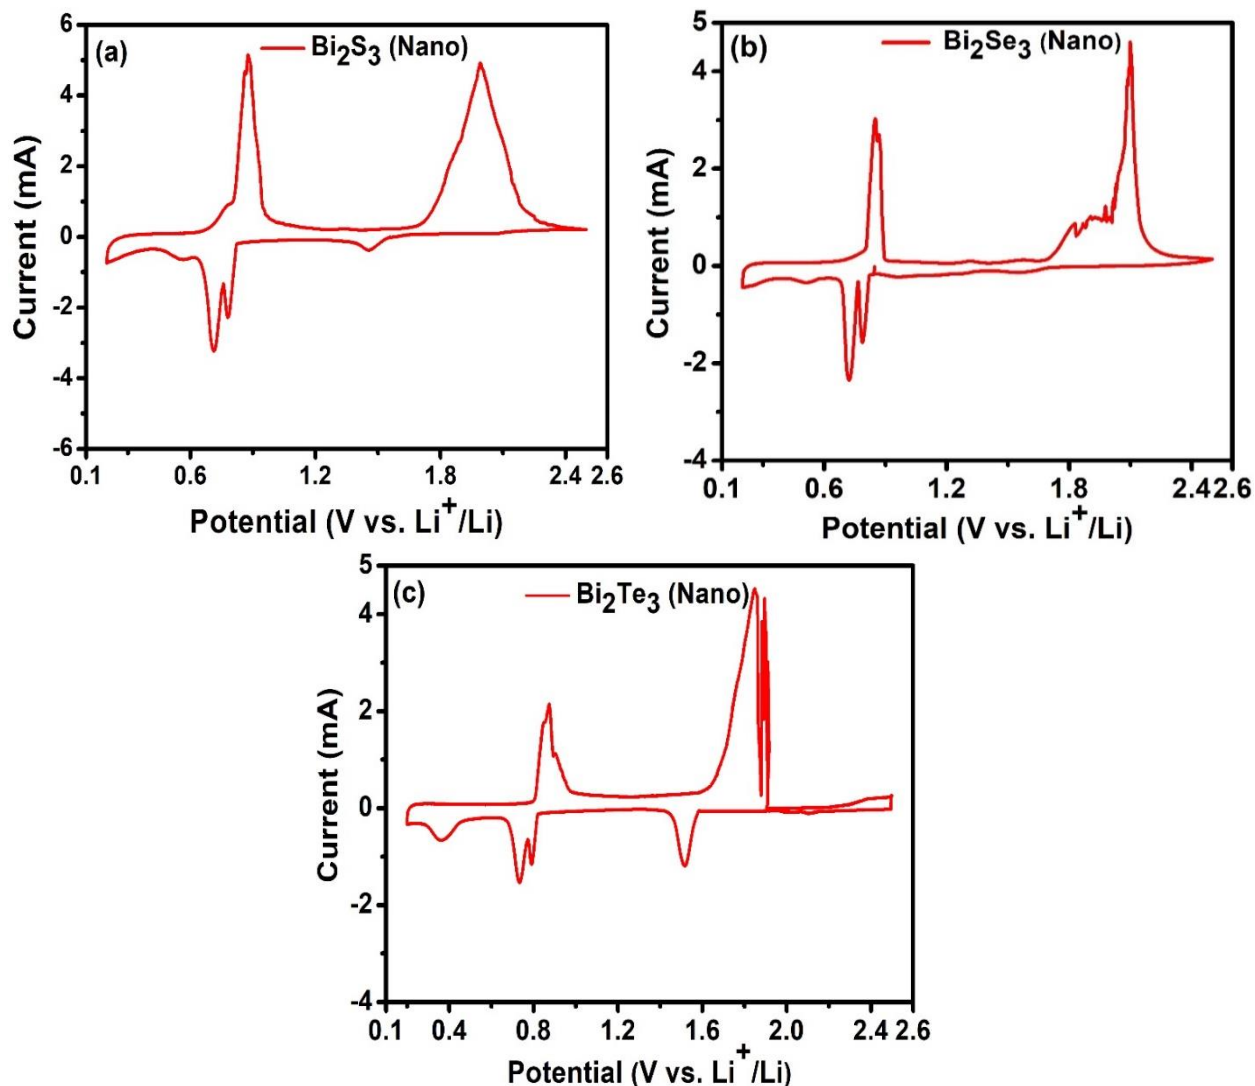 (a)
Bi₂S₃ (Nano)
Current (mA)
6
4
2
0
-2
-4
-6
0.1 0.6 1.2 1.8 2.4 2.6
Potential (V vs. Li⁺/Li)
(b)
Bi₂Se₃ (Nano)
Current (mA)
5
4
2
0
-2
-4
0.1 0.6 1.2 1.8 2.4 2.6
Potential (V vs. Li⁺/Li)
(c)
Bi₂Te₃ (Nano)
Current (mA)
5
4
2
0
-2
-4
0.1 0.4 0.8 1.2 1.6 2.0 2.4 2.6
Potential (V vs. Li⁺/Li)